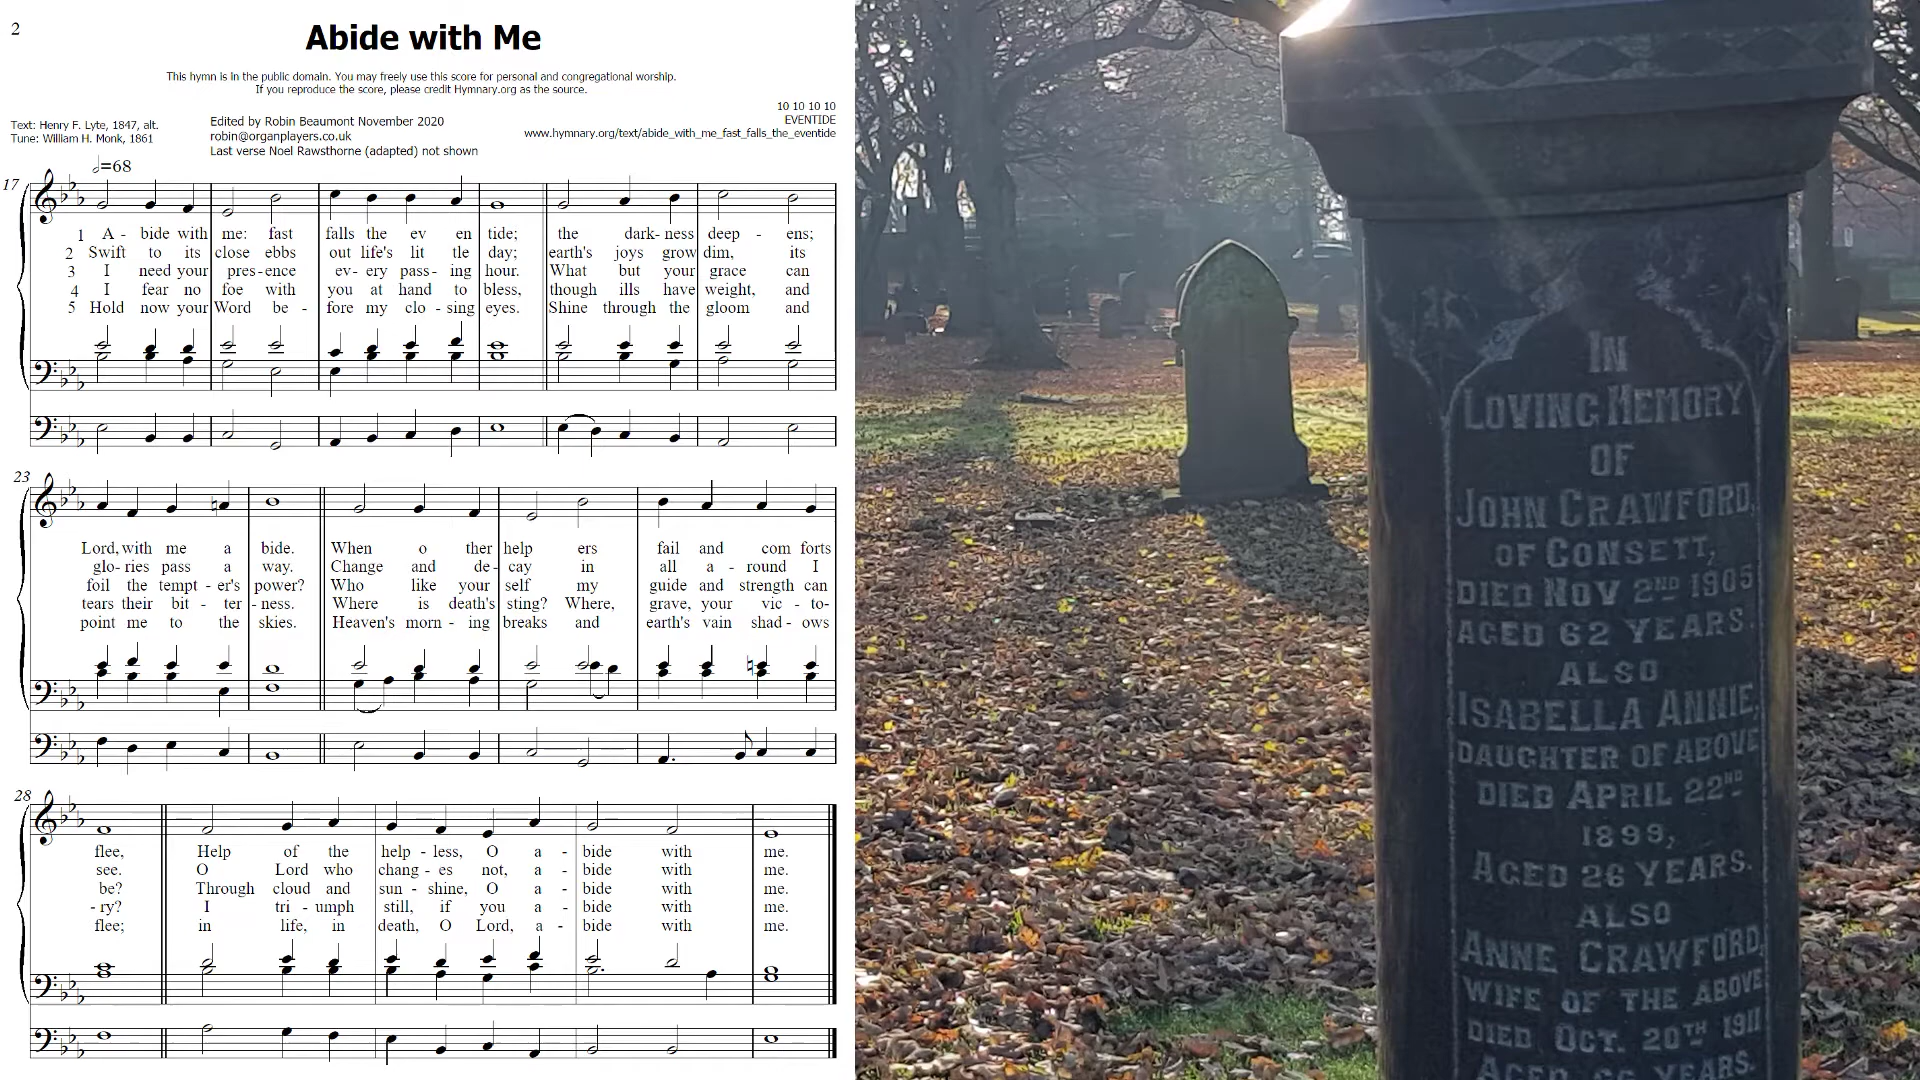 2
Abide with Me
This hymn is in the public domain. You may freely use this score for personal and congregational worship.
If you reproduce the score, please credit Hymnary.org as the source.
10 10 10 10
EVENTIDE
www.hymnary.org/text/abide_with_me_fast_falls_the_eventide
Text: Henry F. Lyte, 1847, alt.
Tune: William H. Monk, 1861
Edited by Robin Beaumont November 2020
robin@organplayers.co.uk
Last verse Noel Rawsthorne (adapted) not shown
=68
17
1 A - bide with me: fast falls the ev en tide; the dark- ness deep - ens;
2 Swift to its close ebbs out life's lit tle day; earth's joys grow dim, its
3 I need your pres - ence ev- ery pass- ing hour. What but your grace can
4 I fear no foe with you at hand to bless, though ills have weight, and
5 Hold now your Word be - fore my clo - sing eyes. Shine through the gloom and
23
Lord, with me a bide. When o ther help ers fail and com forts
glo- ries pass a way. Change and de- cay in all a - round I
foil the tempt - er's power? Who like your self my guide and strength can
tears their bit - ter - ness. Where is death's sting? Where, grave, your vic - to-
point me to the skies. Heaven's morn - ing breaks and earth's vain shad - ows
28
flee, Help of the help - less, O a - bide with me.
see. O Lord who chang - es not, a - bide with me.
be? Through cloud and sun - shine, O a - bide with me.
- ry? I tri - umph still, if you a - bide with me.
flee; in life, in death, O Lord, a - bide with me.
IN
LOVING MEMORY
OF
JOHN CRAWFORD,
OF CONSETT,
DIED NOV 2ND 1905
AGED 62 YEARS.
ALSO
ISABELLA ANNIE,
DAUGHTER OF ABOVE
DIED APRIL 22ND
1899,
AGED 26 YEARS.
ALSO
ANNE CRAWFORD,
WIFE OF THE ABOVE
DIED OCT. 20TH 1911
AGED 66 YEARS.